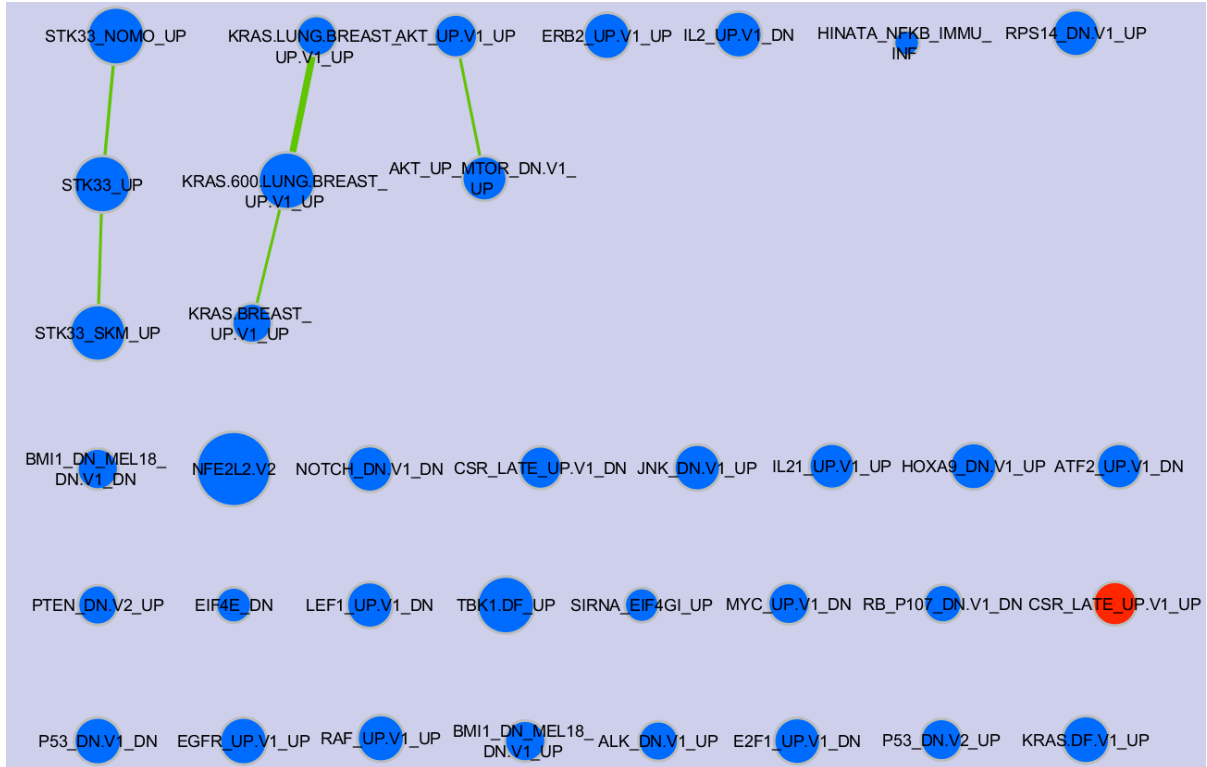 STK33_NOMO_UP
KRAS.LUNG.BREAST_
UP.V1_UP
AKT_UP.V1_UP
ERB2_UP.V1_UP
IL2_UP.V1_DN
HINATA_NFKB_IMMU_
INF
RPS14_DN.V1_UP
STK33_UP
KRAS.600.LUNG.BREAST_
UP.V1_UP
AKT_UP_MTOR_DN.V1_
UP
STK33_SKM_UP
KRAS.BREAST_
UP.V1_UP
BMI1_DN_MEL18_
DN.V1_DN
NFE2L2.V2
NOTCH_DN.V1_DN
CSR_LATE_UP.V1_DN
JNK_DN.V1_UP
IL21_UP.V1_UP
HOXA9_DN.V1_UP
ATF2_UP.V1_DN
PTEN_DN.V2_UP
EIF4E_DN
LEF1_UP.V1_DN
TBK1.DF_UP
SIRNA_EIF4GI_UP
MYC_UP.V1_DN
RB_P107_DN.V1_DN
CSR_LATE_UP.V1_UP
P53_DN.V1_DN
EGFR_UP.V1_UP
RAF_UP.V1_UP
BMI1_DN_MEL18_
DN.V1_UP
ALK_DN.V1_UP
E2F1_UP.V1_DN
P53_DN.V2_UP
KRAS.DF.V1_UP